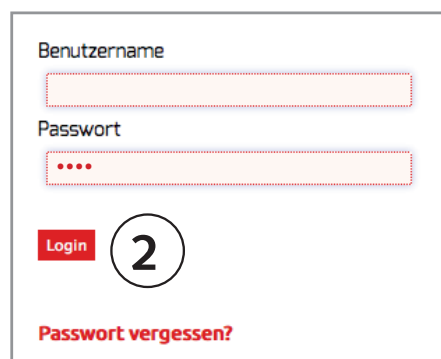 Benutzername
Passwort
••••
Login 2
Passwort vergessen?